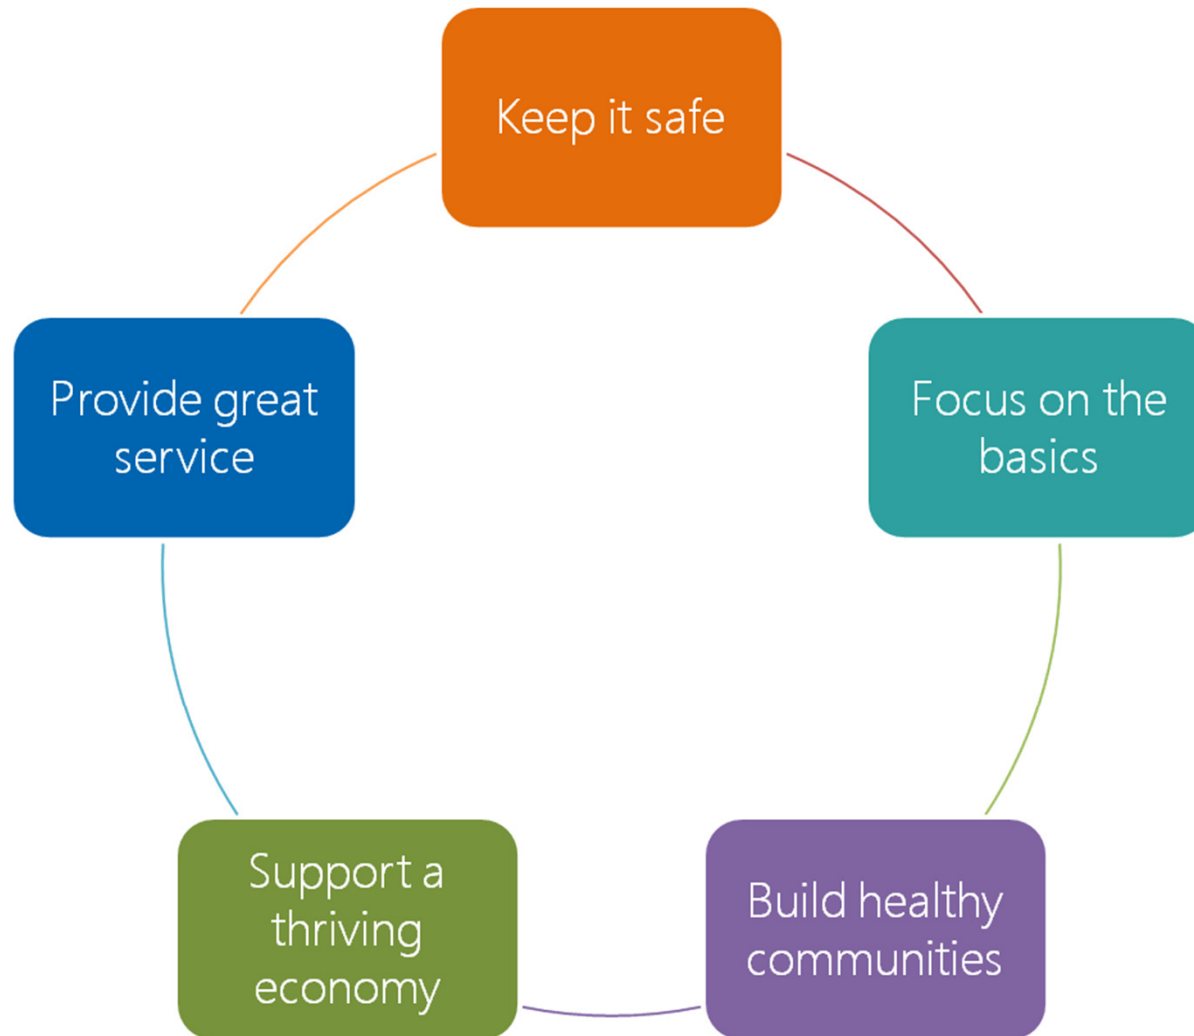 Keep it safe
Focus on the
basics
Build healthy
communities
Support a
thriving
economy
Provide great
service